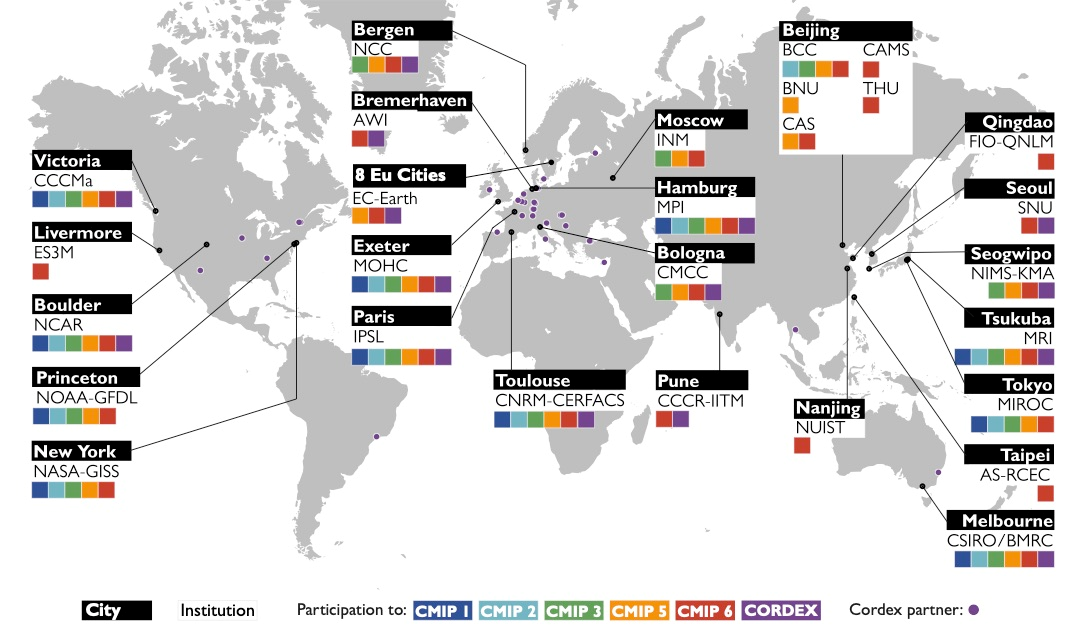 Bergen
NCC
Bremerhaven
AWI
8 Eu Cities
EC-Earth
Exeter
MOHC
Paris
IPSL
Victoria
CCCMa
Livermore
ES3M
Boulder
NCAR
Princeton
NOAA-GFDL
New York
NASA-GISS
Toulouse
CNRM-CERFACS
Moscow
INM
Hamburg
MPI
Bologna
CMCC
Pune
CCCR-IITM
Beijing
BCC CAMS
BNU THU
CAS
Nanjing
NUIST
Qingdao
FIO-QNLM
Seoul
SNU
Seogwipo
NIMS-KMA
Tsukuba
MRI
Tokyo
MIROC
Taipei
AS-RCEC
Melbourne
CSIRO/BMRC
City Institution Participation to: CMIP 1 CMIP 2 CMIP 3 CMIP 5 CMIP 6 CORDEX Cordex partner: